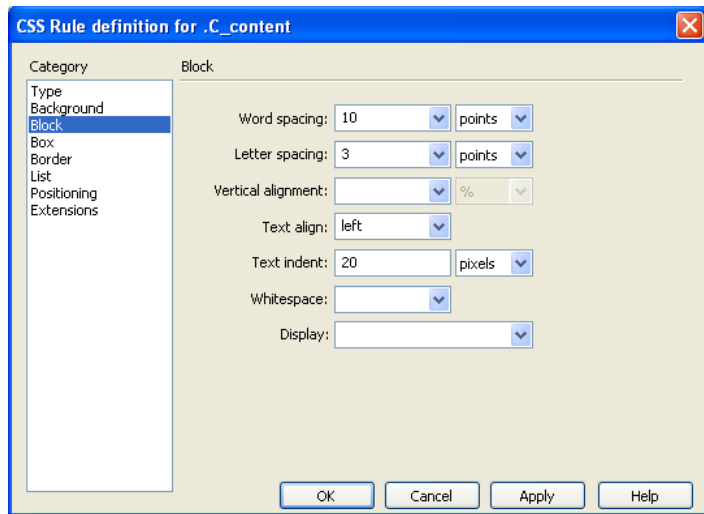 CSS Rule definition for .C_content
Category
Block
Type
Background
Block
Box
Border
List
Positioning
Extensions
Word spacing: 10 points
Letter spacing: 3 points
Vertical alignment: %
Text align: left
Text indent: 20 pixels
Whitespace:
Display:
OK Cancel Apply Help